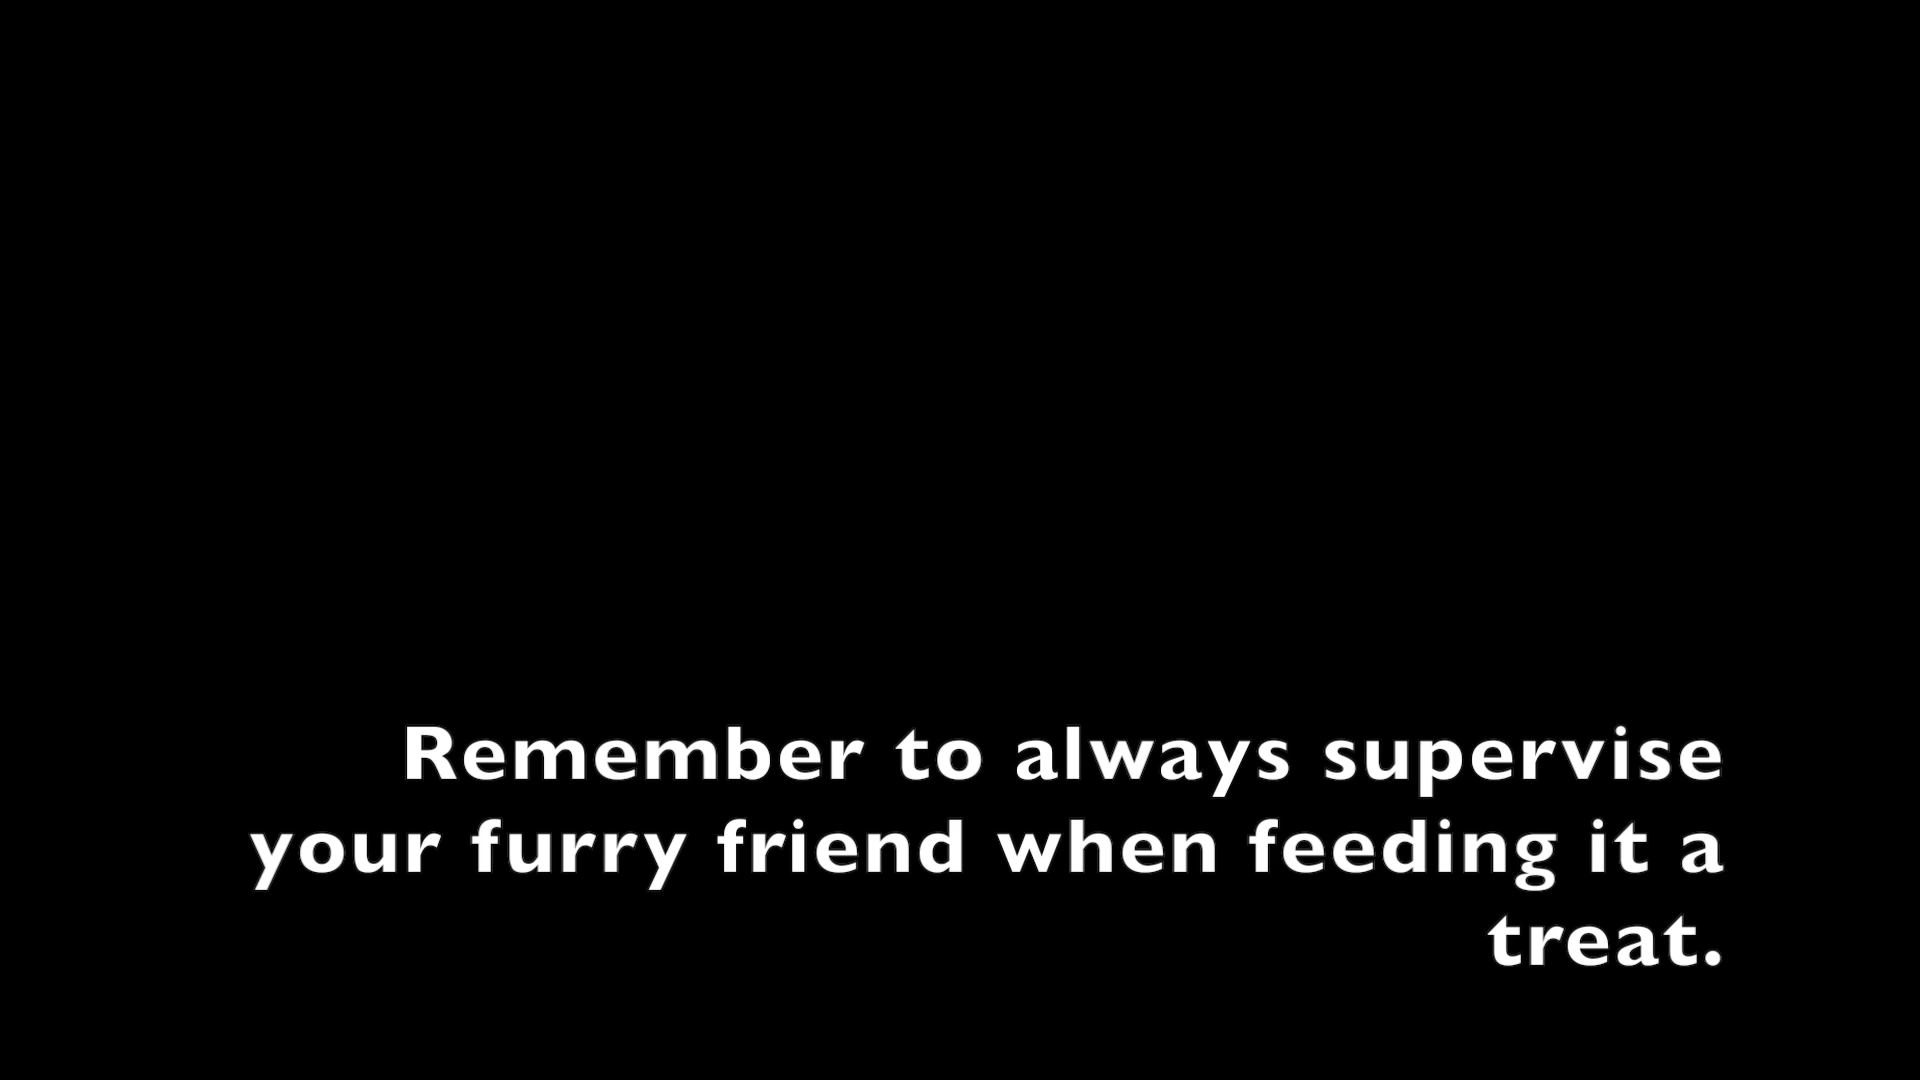 Remember to always supervise
your furry friend when feeding it a
treat.